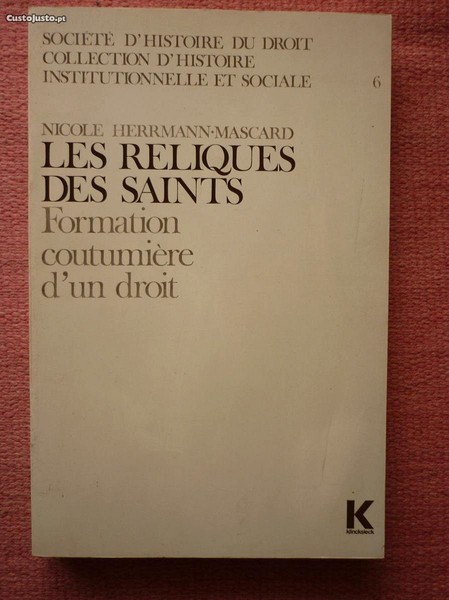 CustoJusto.pt
SOCIÉTÉ D'HISTOIRE DU DROIT
COLLECTION D'HISTOIRE
INSTITUTIONNELLE ET SOCIALE 6
NICOLE HERRMANN-MASCARD
LES RELIQUES
DES SAINTS
Formation
coutumière
d'un droit
K
klincksieck